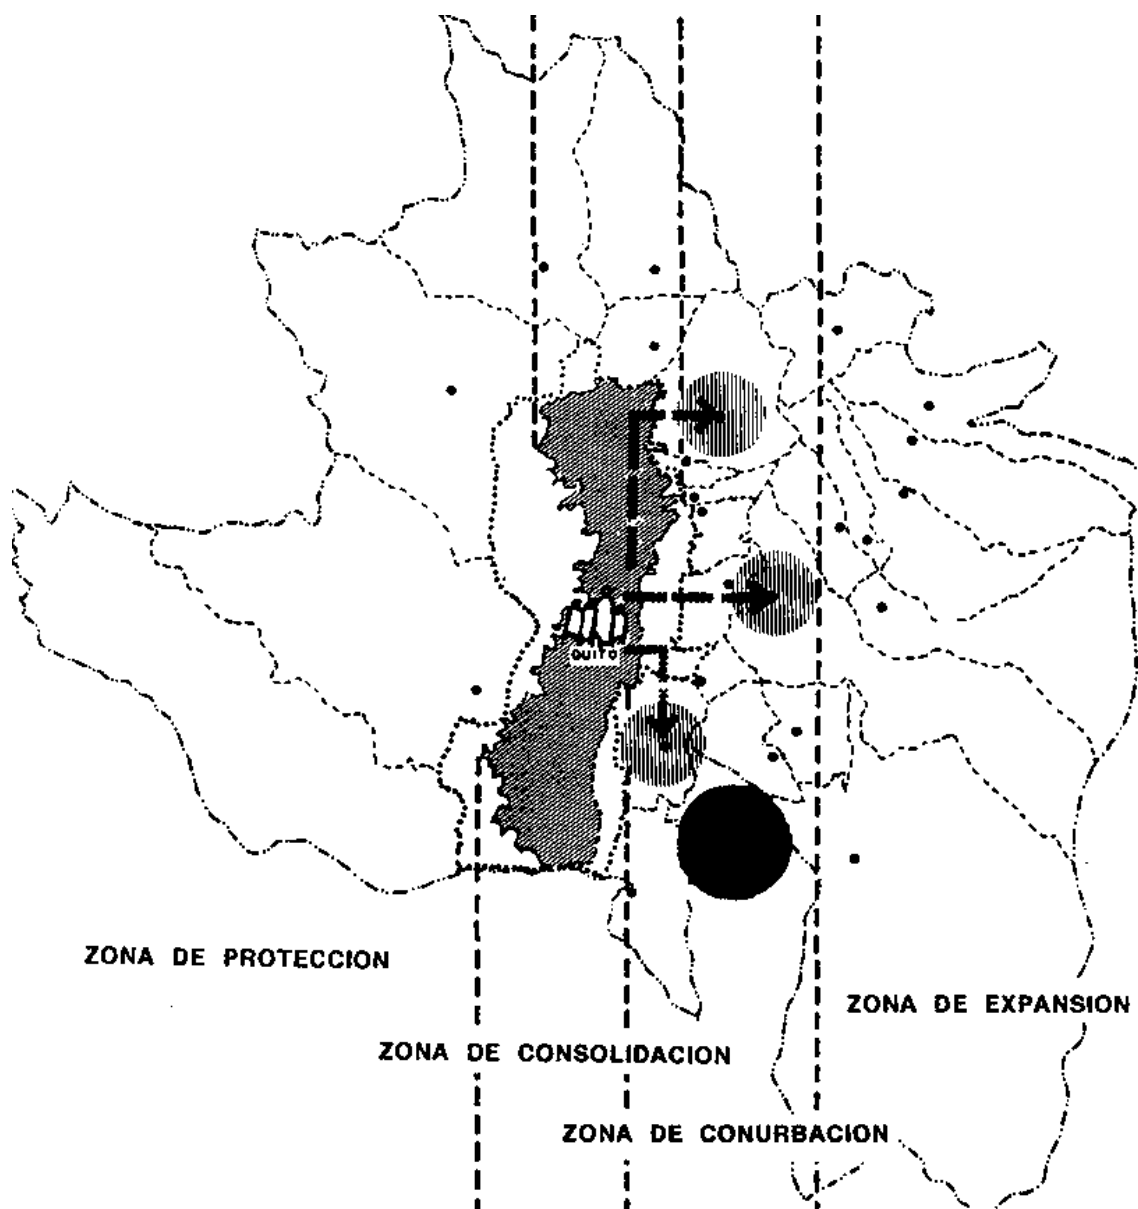 QUITO
ZONA DE PROTECCION
ZONA DE EXPANSION
ZONA DE CONSOLIDACION
ZONA DE CONURBACION